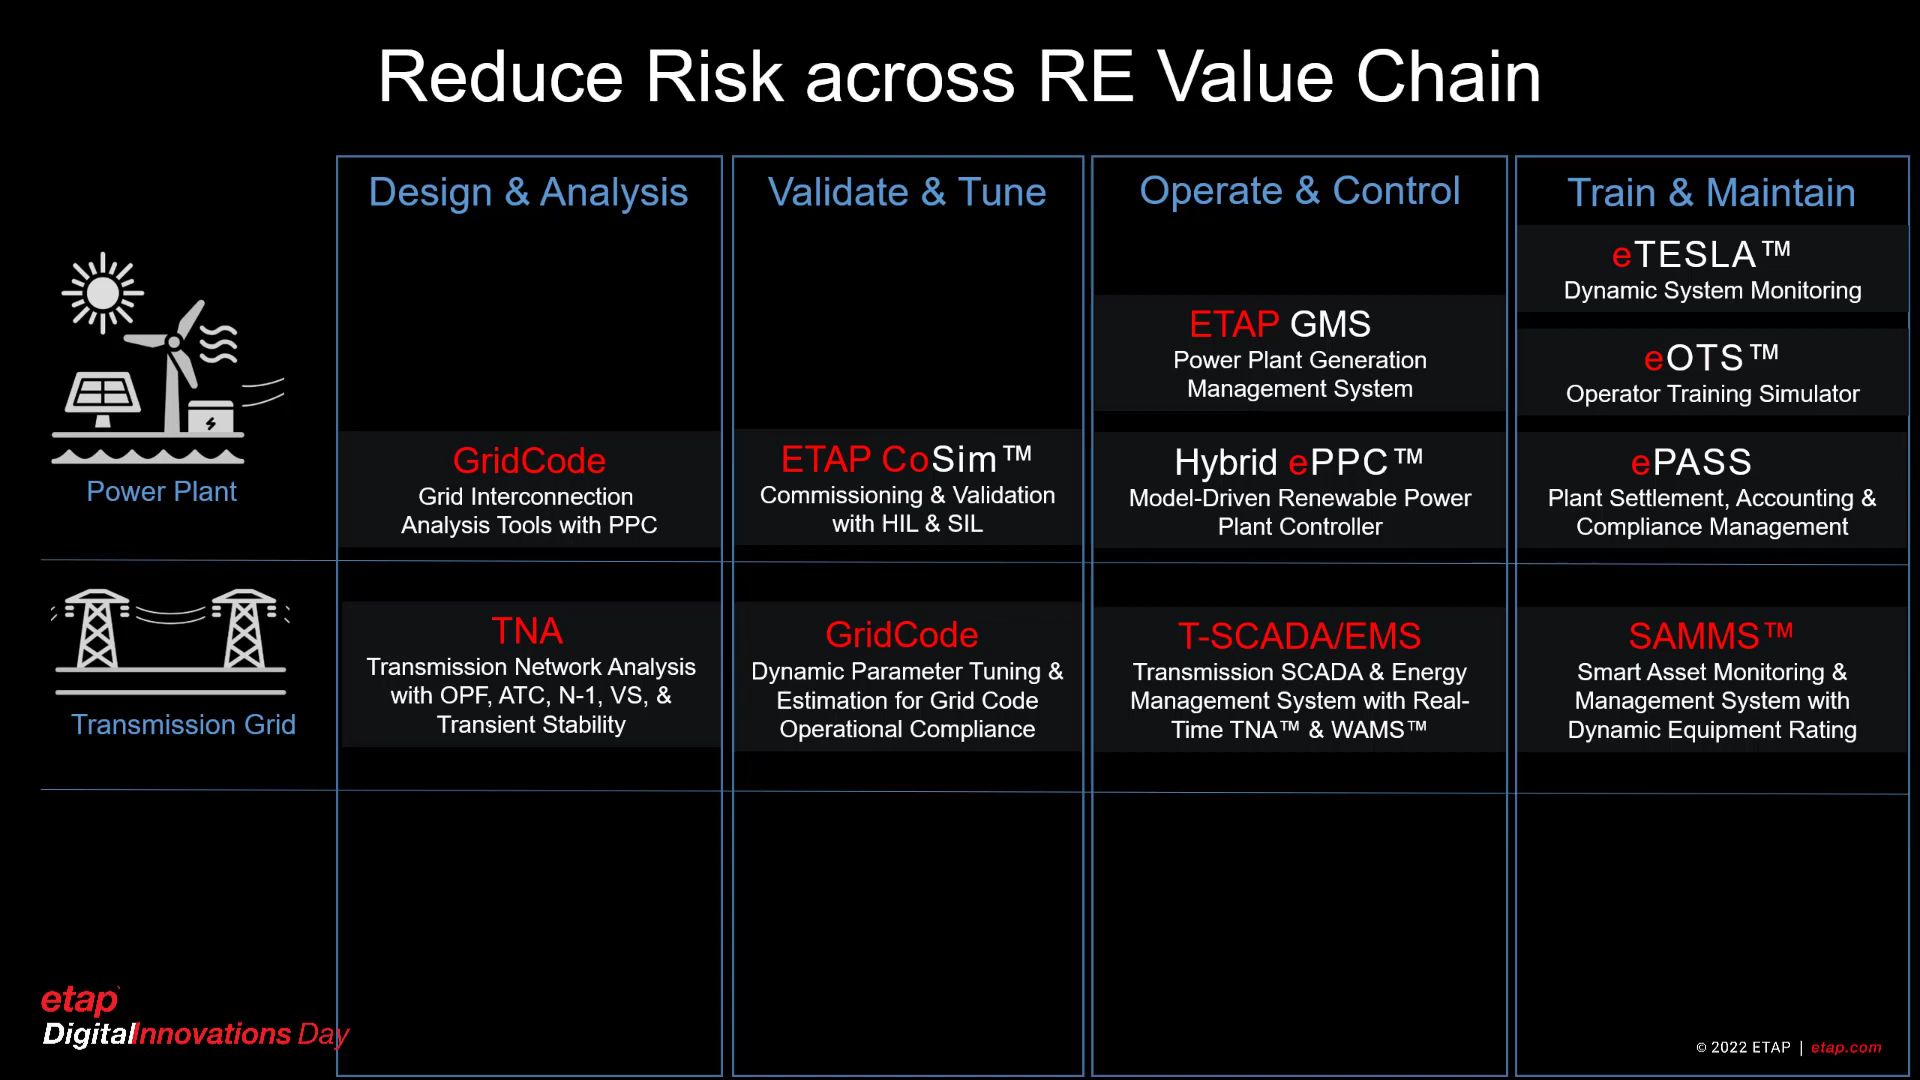 Reduce Risk across RE Value Chain
Design & Analysis
Validate & Tune
Operate & Control
Train & Maintain
Power Plant
GridCode
Grid Interconnection
Analysis Tools with PPC
ETAP CoSim™
Commissioning & Validation
with HIL & SIL
ETAP GMS
Power Plant Generation
Management System
Hybrid ePPC™
Model-Driven Renewable Power
Plant Controller
eTESLA™
Dynamic System Monitoring
eOTS™
Operator Training Simulator
ePASS
Plant Settlement, Accounting &
Compliance Management
Transmission Grid
TNA
Transmission Network Analysis
with OPF, ATC, N-1, VS, &
Transient Stability
GridCode
Dynamic Parameter Tuning &
Estimation for Grid Code
Operational Compliance
T-SCADA/EMS
Transmission SCADA & Energy
Management System with Real-
Time TNA™ & WAMS™
SAMMS™
Smart Asset Monitoring &
Management System with
Dynamic Equipment Rating
etap
DigitalInnovations Day
© 2022 ETAP | etap.com